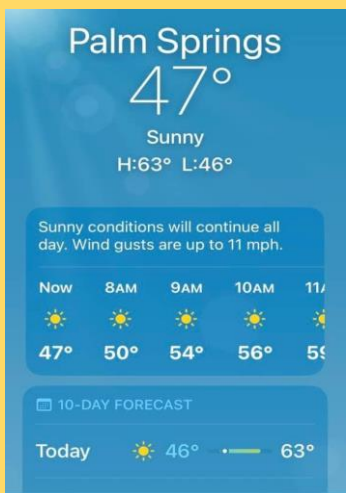 Palm Springs
47°
Sunny
H:63° L:46°
Sunny conditions will continue all
day. Wind gusts are up to 11 mph.
Now 8AM 9AM 10AM
47° 50° 54° 56°
10-DAY FORECAST
Today 46° 63°